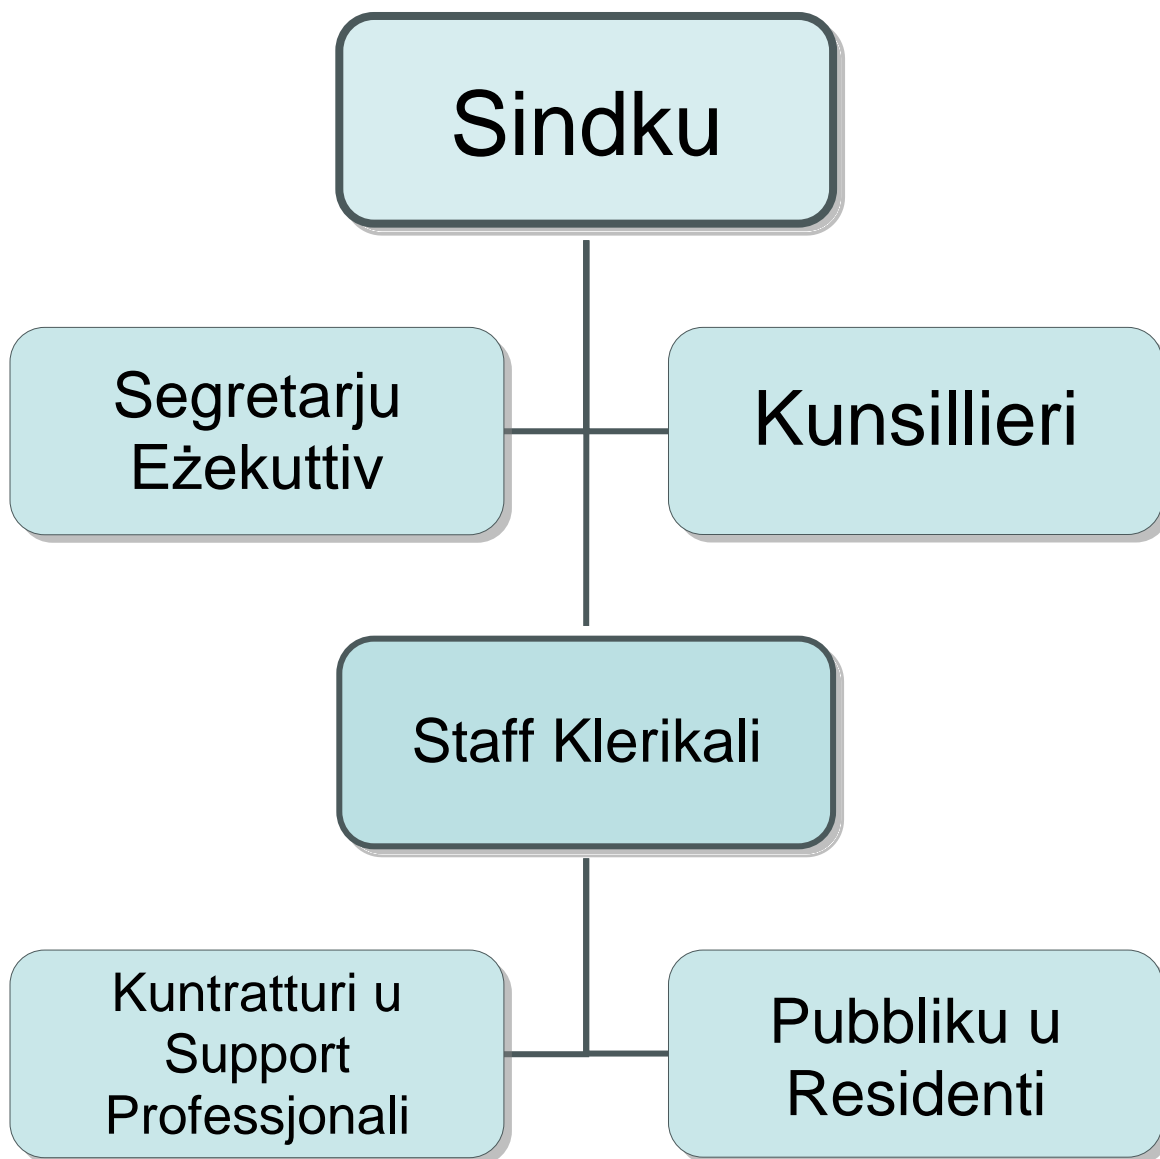 Sindku
Segretarju
Eżekuttiv
Kunsillieri
Staff Klerikali
Kuntratturi u
Support
Professjonali
Pubbliku u
Residenti